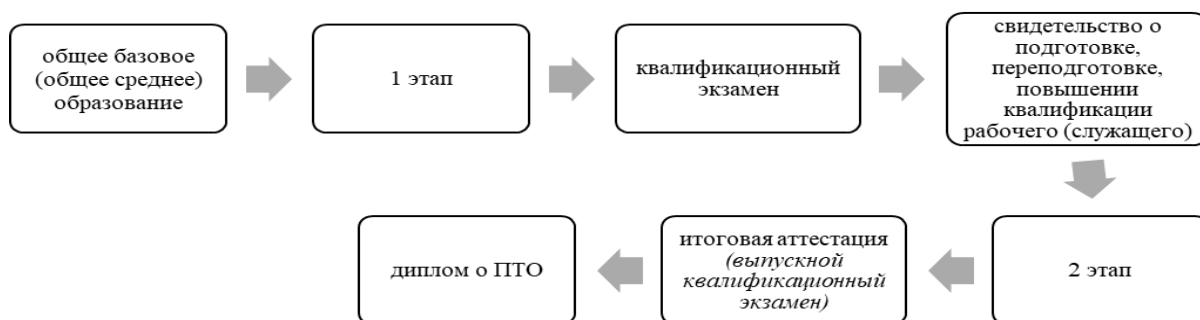 общее базовое
(общее среднее)
образование
1 этап
квалификационный
экзамен
свидетельство о
подготовке,
переподготовке,
повышении
квалификации
рабочего (служащего)
2 этап
итоговая аттестация
(выпускной
квалификационный
экзамен)
диплом о ПТО